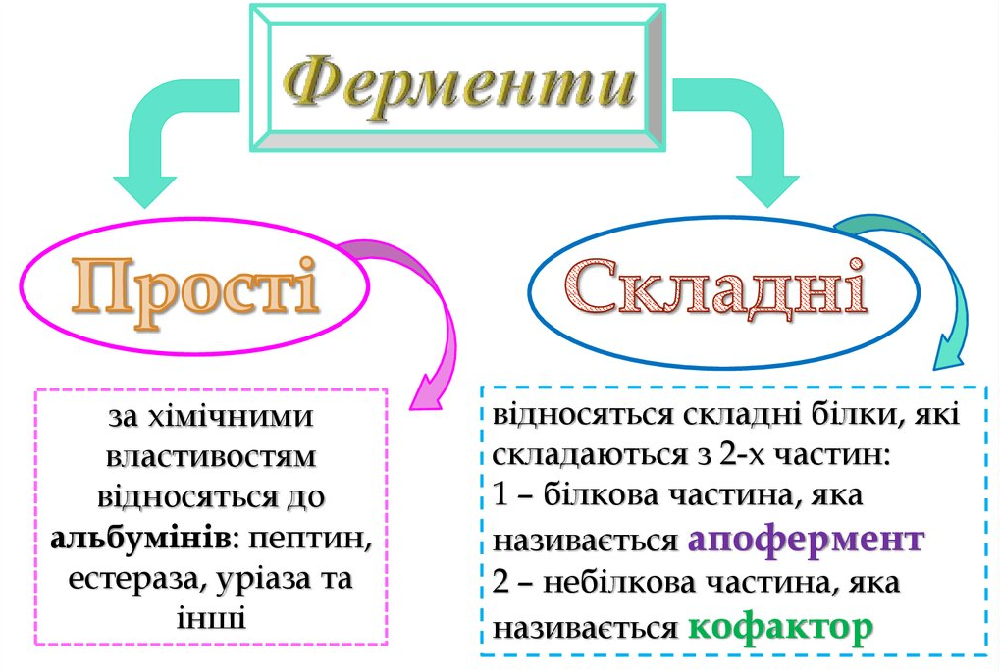 Ферменти
Прості
Складні
за хімічними
властивостям
відносяться до
альбумінів: пептин,
естераза, уріаза та
інші
відносяться складні білки, які
складаються з 2-х частин:
1 – білкова частина, яка
називається апофермент
2 – небілкова частина, яка
називається кофактор